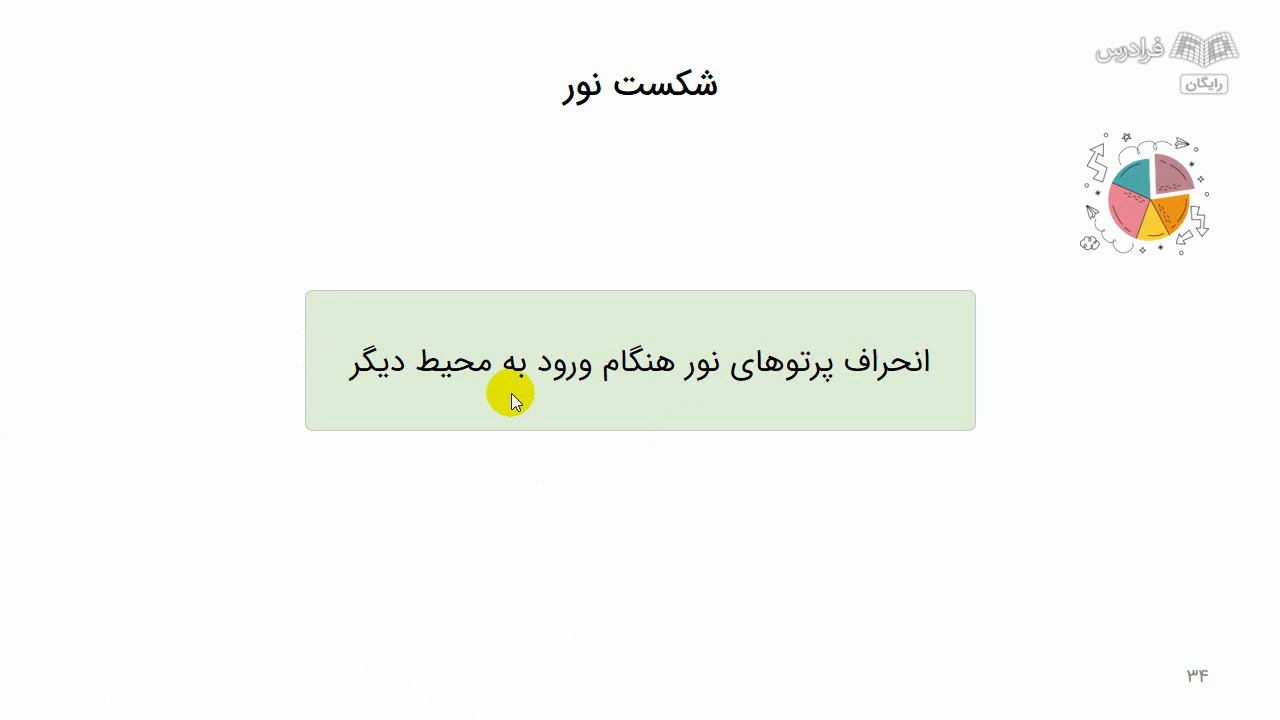 فرادرس
رایگان
شکست نور
انحراف پرتوهای نور هنگام ورود به محیط دیگر
۳۴